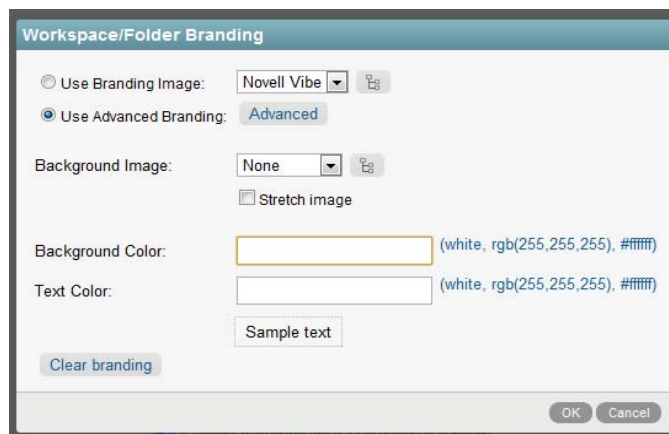 Workspace/Folder Branding
Use Branding Image: Novell Vibe
Use Advanced Branding: Advanced
Background Image: None
Stretch image
Background Color: (white, rgb(255,255,255), #ffffff)
Text Color: (white, rgb(255,255,255), #ffffff)
Sample text
Clear branding
OK Cancel